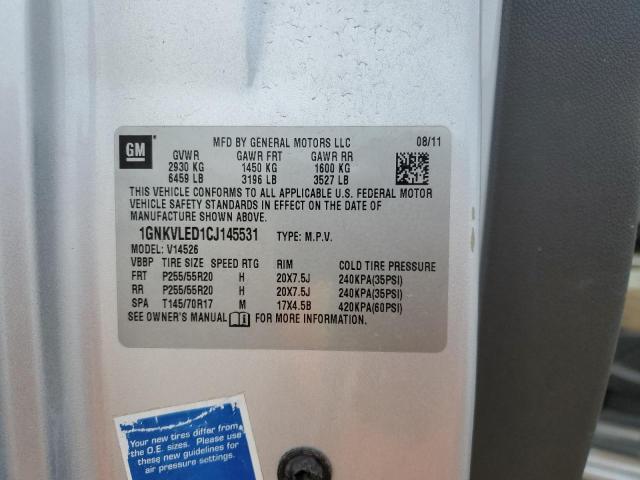 GM
MFD BY GENERAL MOTORS LLC 08/11
GVWR GAWR FRT GAWR RR
2930 KG 1450 KG 1600 KG
6459 LB 3196 LB 3527 LB
THIS VEHICLE CONFORMS TO ALL APPLICABLE U.S. FEDERAL MOTOR
VEHICLE SAFETY STANDARDS IN EFFECT ON THE DATE OF
MANUFACTURE SHOWN ABOVE.
1GNKVLED1CJ145531 TYPE: M.P.V.
MODEL: V14526
VBBP TIRE SIZE SPEED RTG RIM COLD TIRE PRESSURE
FRT P255/55R20 H 20X7.5J 240KPA(35PSI)
RR P255/55R20 H 20X7.5J 240KPA(35PSI)
SPA T145/70R17 M 17X4.5B 420KPA(60PSI)
SEE OWNER'S MANUAL FOR MORE INFORMATION.
Your new tires differ from
the O.E. sizes. Please use
these new guidelines for
air pressure settings.